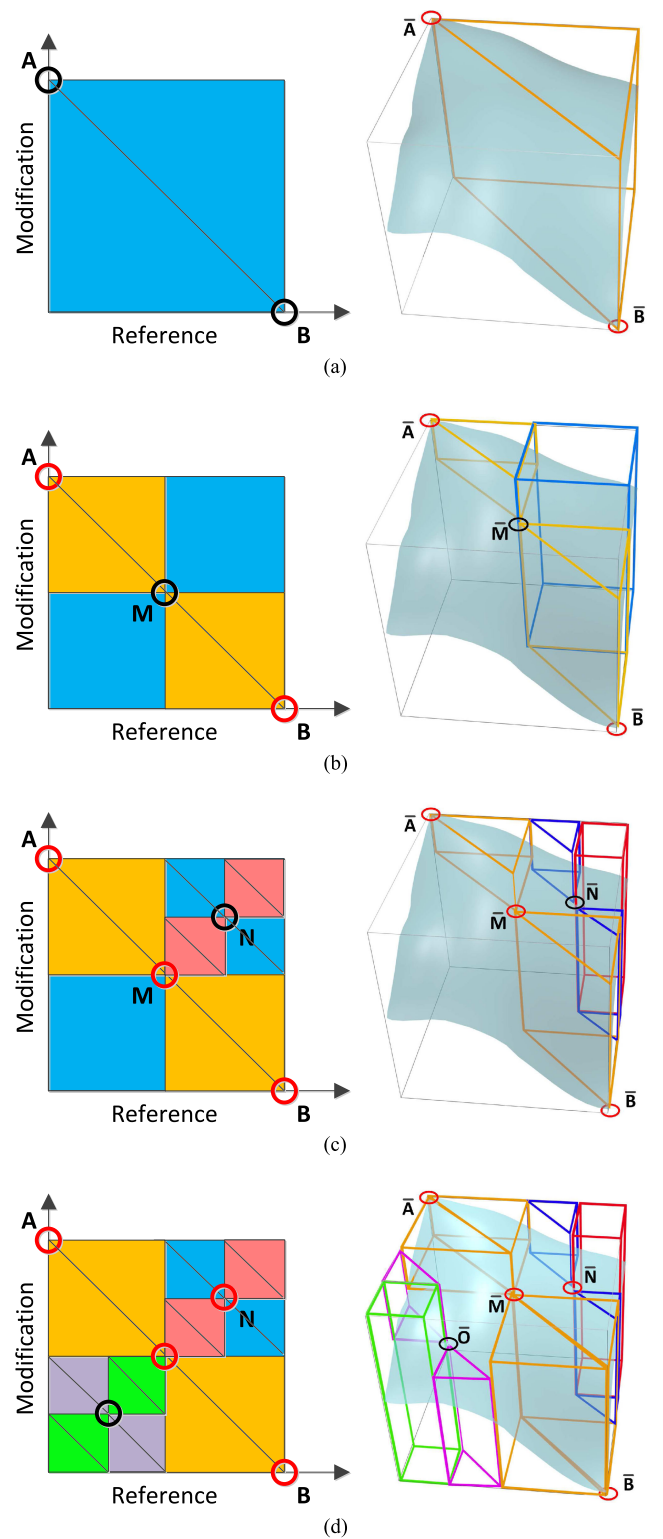 A
Modification
Reference
B
A̅
B̅
(a)
A
Modification
M
Reference
B
A̅
M̅
B̅
(b)
A
Modification
N
M
Reference
B
A̅
N̅
M̅
B̅
(c)
A
Modification
N
Reference
B
A̅
N̅
M̅
O̅
B̅
(d)